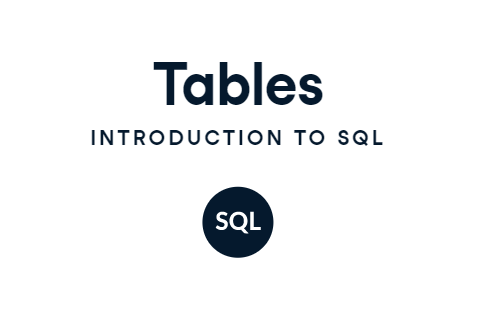 Tables
INTRODUCTION TO SQL
SQL